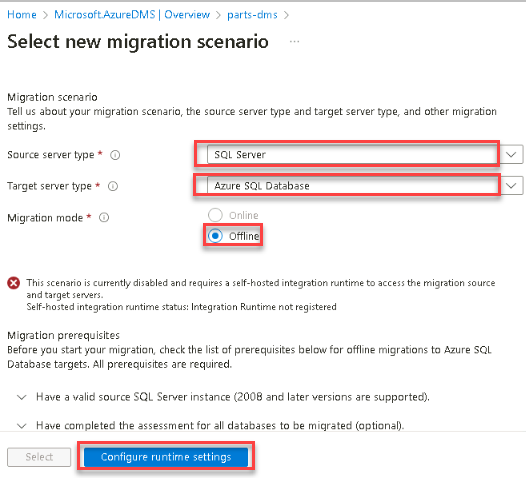 Home > Microsoft.AzureDMS | Overview > parts-dms >
Select new migration scenario ...
Migration scenario
Tell us about your migration scenario, the source server type and target server type, and other migration
settings.
Source server type * SQL Server
Target server type * Azure SQL Database
Migration mode * Online
Offline
This scenario is currently disabled and requires a self-hosted integration runtime to access the migration source
and target servers.
Self-hosted integration runtime status: Integration Runtime not registered
Migration prerequisites
Before you start your migration, check the list of prerequisites below for offline migrations to Azure SQL
Database targets. All prerequisites are required.
Have a valid source SQL Server instance (2008 and later versions are supported).
Have completed the assessment for all databases to be migrated (optional).
Select Configure runtime settings